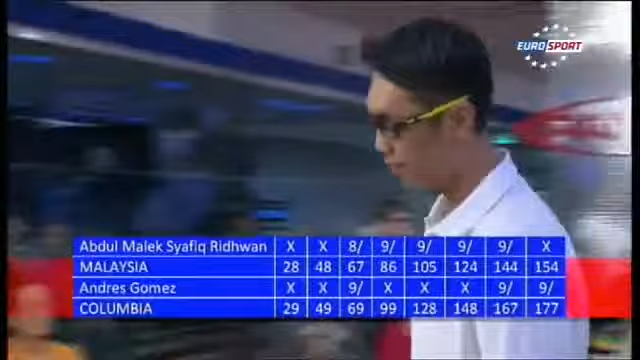 EUROSPORT
Abdul Malek Syafiq Ridhwan X X 8/ 9/ 9/ 9/ 9/ X
MALAYSIA 28 48 67 86 105 124 144 154
Andres Gomez X X 9/ X X X 9/ 9/
COLUMBIA 29 49 69 99 128 148 167 177